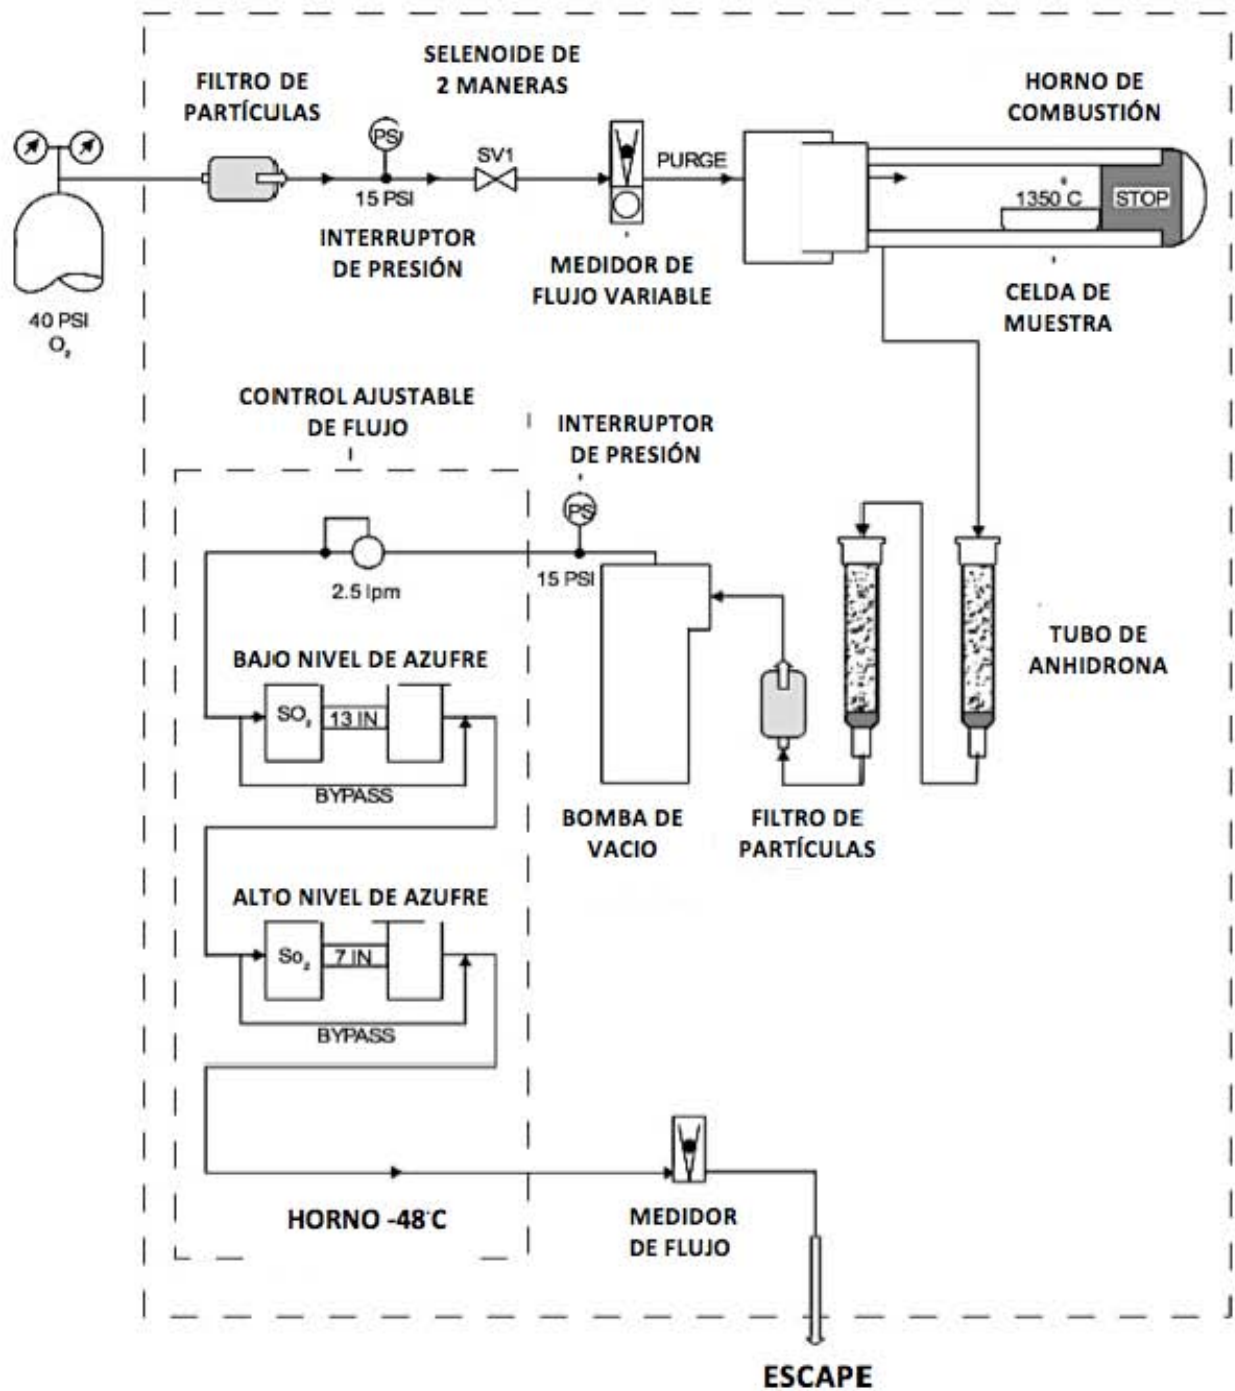 SELENOIDE DE
2 MANERAS
FILTRO DE
PARTÍCULAS
HORNO DE
COMBUSTIÓN
PS
SV1
PURGE
15 PSI
1350 C
STOP
INTERRUPTOR
DE PRESIÓN
MEDIDOR DE
FLUJO VARIABLE
CELDA DE
MUESTRA
40 PSI
O₂
CONTROL AJUSTABLE
DE FLUJO
INTERRUPTOR
DE PRESIÓN
PS
2.5 lpm
15 PSI
TUBO DE
ANHIDRONA
BAJO NIVEL DE AZUFRE
SO₂
13 IN
BYPASS
BOMBA DE
VACIO
FILTRO DE
PARTÍCULAS
ALTO NIVEL DE AZUFRE
So₂
7 IN
BYPASS
HORNO -48°C
MEDIDOR
DE FLUJO
ESCAPE